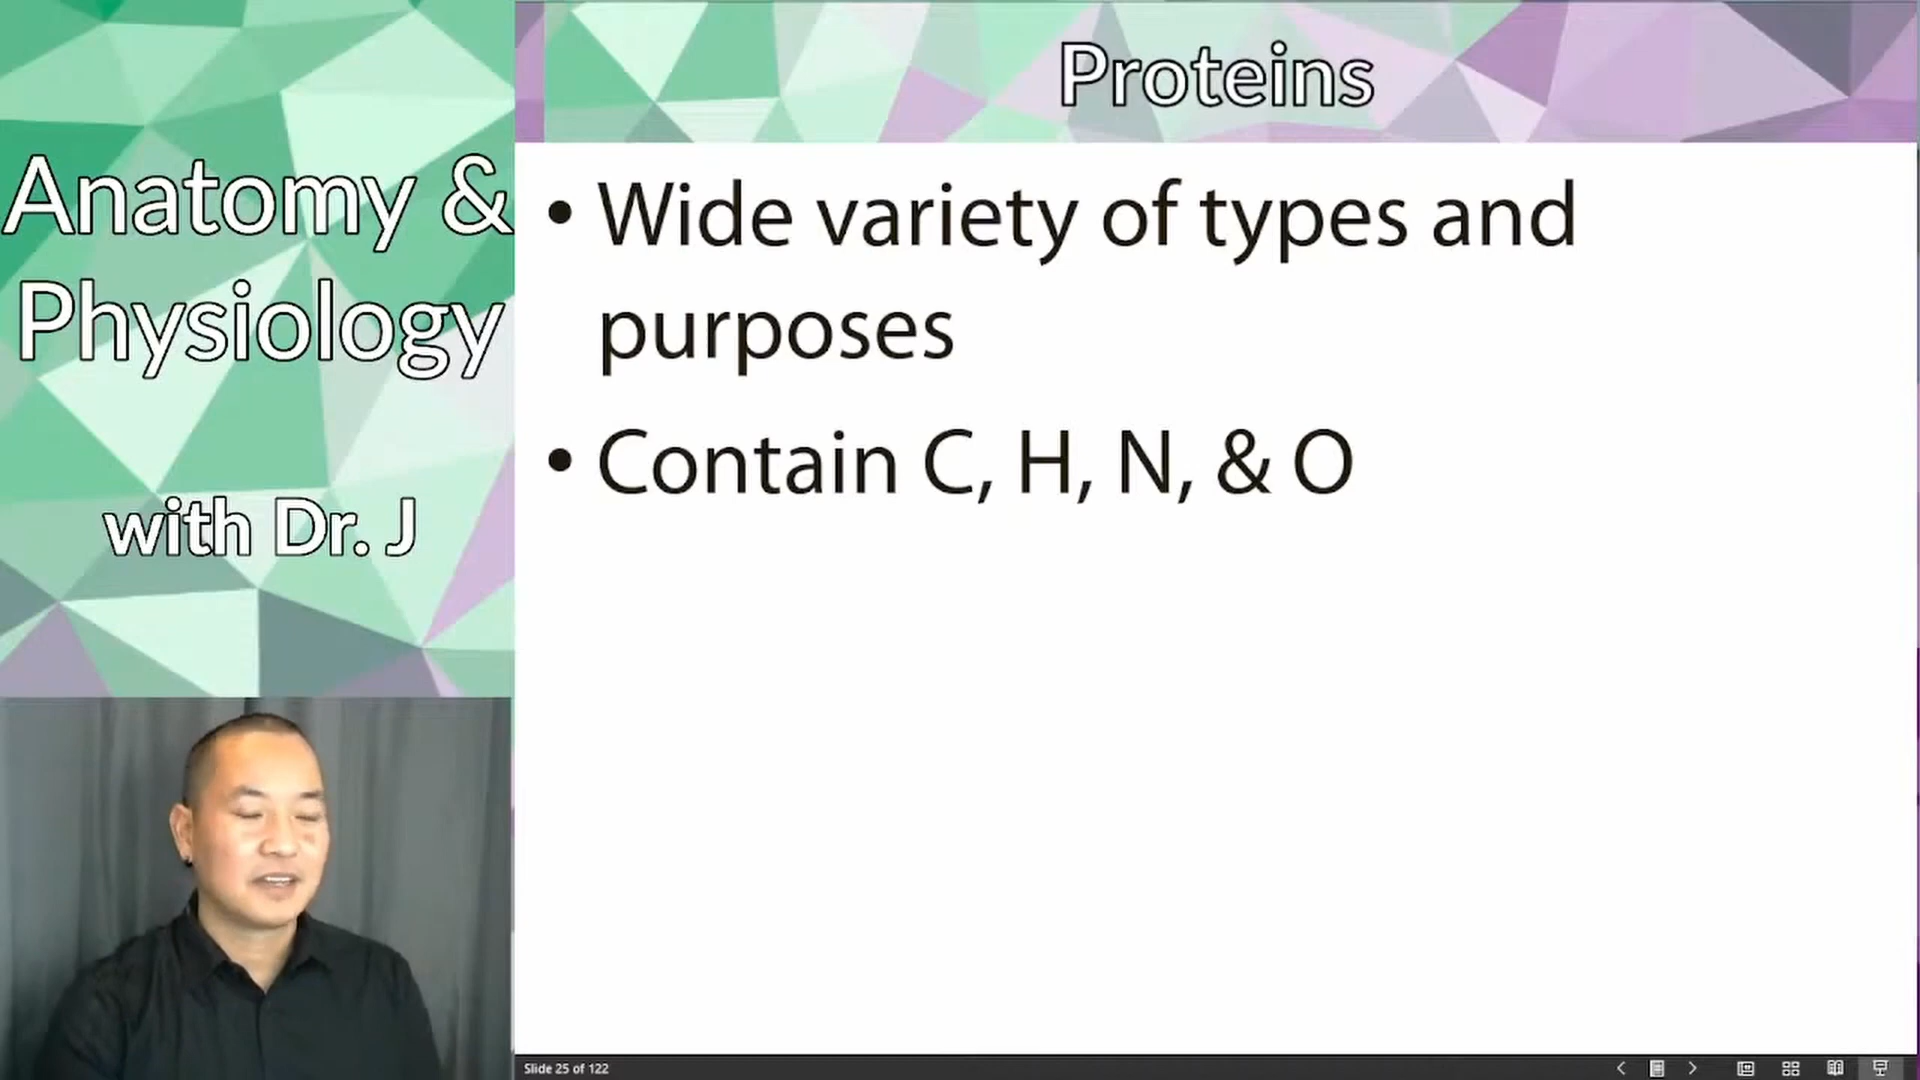 Anatomy &
Physiology
with Dr. J
Proteins
• Wide variety of types and
purposes
• Contain C, H, N, & O
Slide 25 of 122